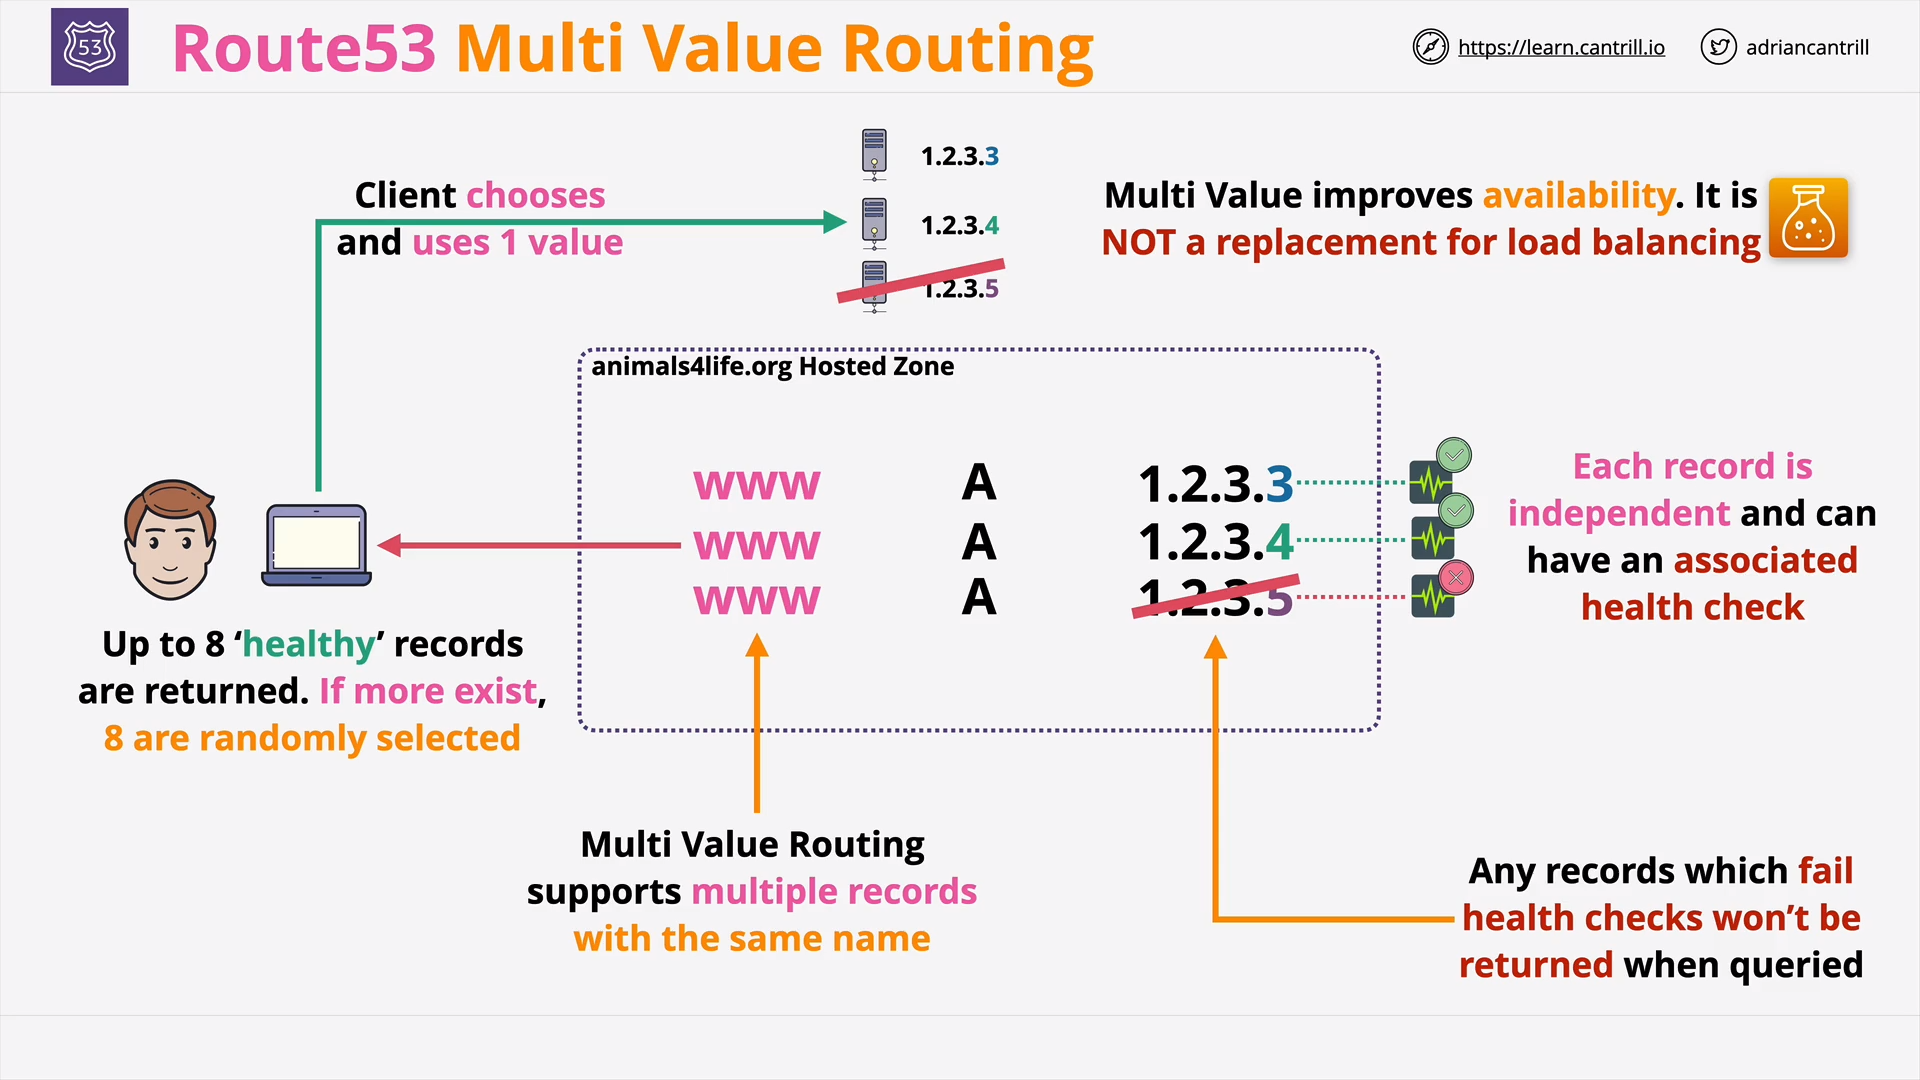 53
Route53 Multi Value Routing
https://learn.cantrill.io
adriancantrill
1.2.3.3
1.2.3.4
1.2.3.5
Client chooses
and uses 1 value
Multi Value improves availability. It is
NOT a replacement for load balancing
animals4life.org Hosted Zone
www A 1.2.3.3
www A 1.2.3.4
www A 1.2.3.5
Each record is
independent and can
have an associated
health check
Up to 8 ‘healthy’ records
are returned. If more exist,
8 are randomly selected
Multi Value Routing
supports multiple records
with the same name
Any records which fail
health checks won’t be
returned when queried